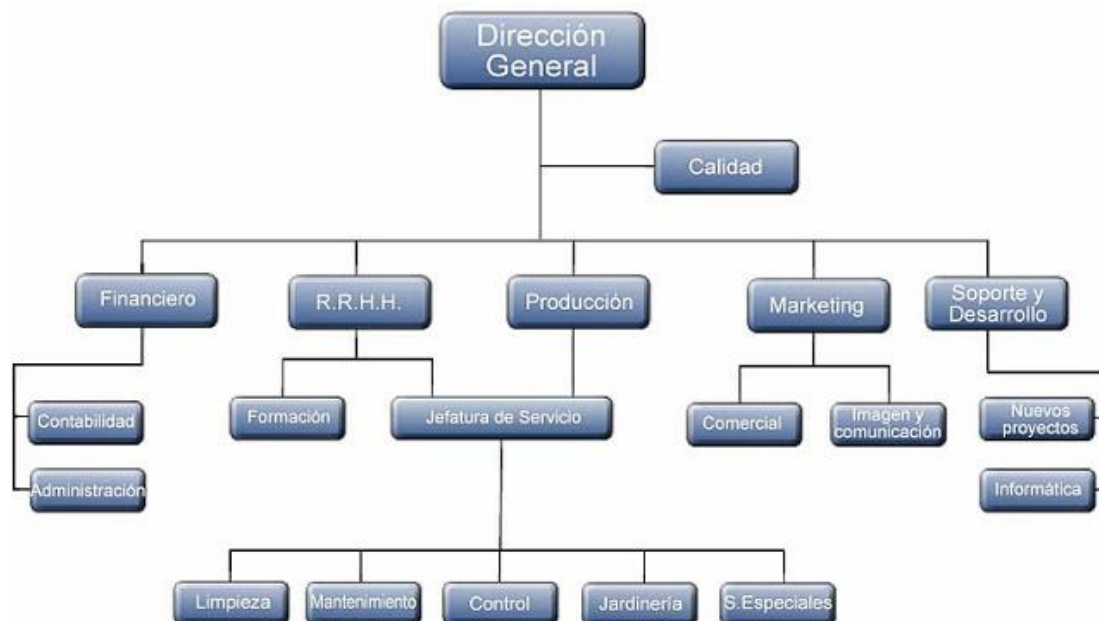 Dirección
General
Calidad
Financiero
R.R.H.H.
Producción
Marketing
Soporte y
Desarrollo
Contabilidad
Formación
Jefatura de Servicio
Comercial
Imagen y
comunicación
Nuevos
proyectos
Administración
Informática
Limpieza
Mantenimiento
Control
Jardinería
S.Especiales